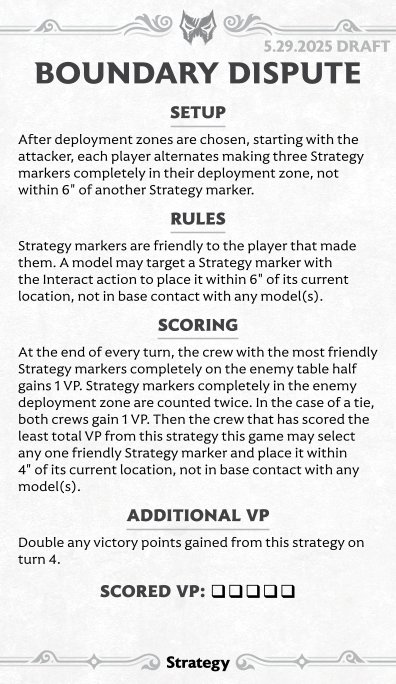 5.29.2025 DRAFT
BOUNDARY DISPUTE
SETUP
After deployment zones are chosen, starting with the
attacker, each player alternates making three Strategy
markers completely in their deployment zone, not
within 6" of another Strategy marker.
RULES
Strategy markers are friendly to the player that made
them. A model may target a Strategy marker with
the Interact action to place it within 6" of its current
location, not in base contact with any model(s).
SCORING
At the end of every turn, the crew with the most friendly
Strategy markers completely on the enemy table half
gains 1 VP. Strategy markers completely in the enemy
deployment zone are counted twice. In the case of a tie,
both crews gain 1 VP. Then the crew that has scored the
least total VP from this strategy this game may select
any one friendly Strategy marker and place it within
4" of its current location, not in base contact with any
model(s).
ADDITIONAL VP
Double any victory points gained from this strategy on
turn 4.
SCORED VP: ❑❑❑❑❑
Strategy